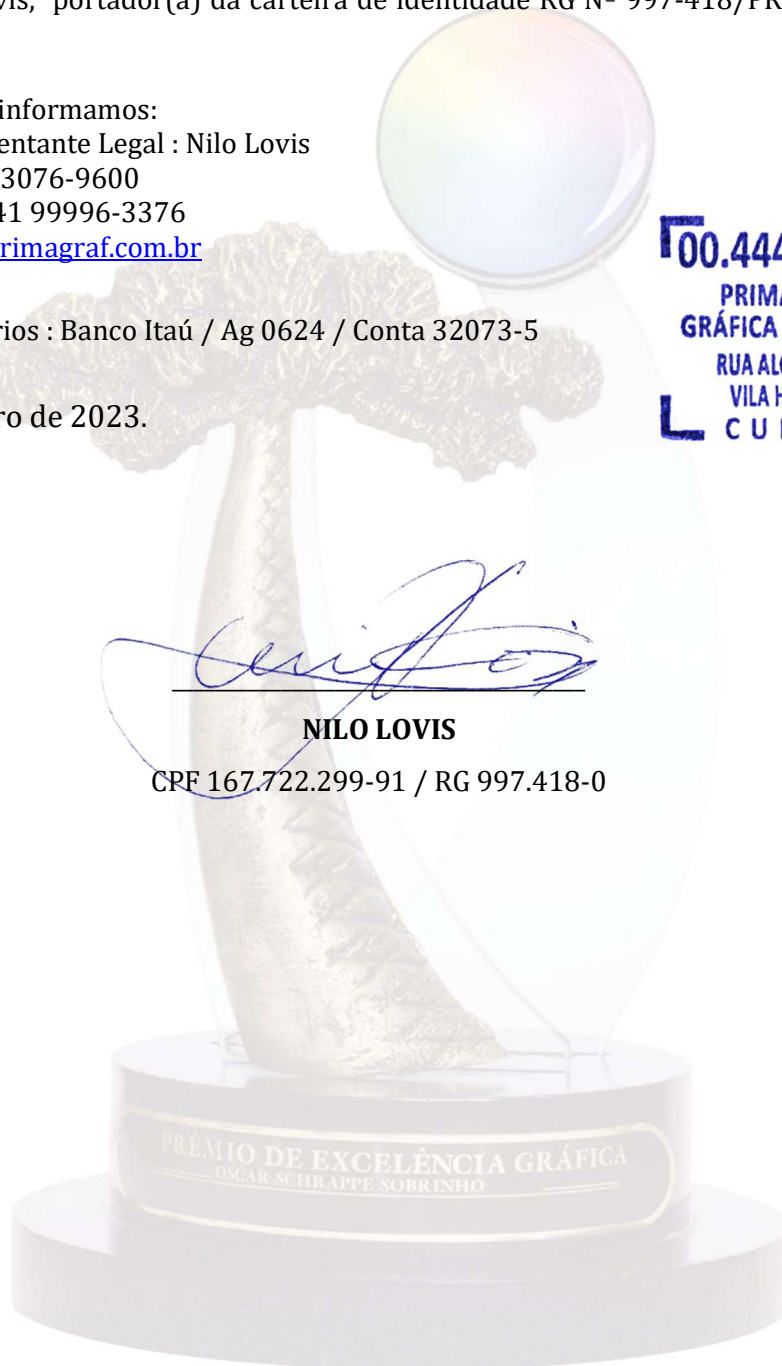 vis, portador(a) da carteira de identidade RG Nº 997-418/PR
informamos:
entante Legal : Nilo Lovis
3076-9600
41 99996-3376
rimagraf.com.br
rios : Banco Itaú / Ag 0624 / Conta 32073-5
ro de 2023.
00.444
PRIMA
GRÁFICA
RUA AL
VILA H
C U
NILO LOVIS
CPF 167.722.299-91 / RG 997.418-0
PRÊMIO DE EXCELÊNCIA GRÁFICA
OSCAR SCHRAPPE SOBRINHO